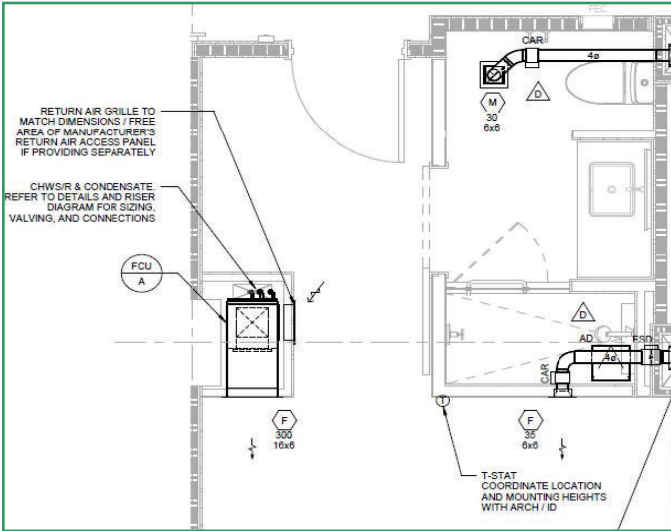 FEC
CAR
4ø
D
M
30
6x6
RETURN AIR GRILLE TO
MATCH DIMENSIONS / FREE
AREA OF MANUFACTURER'S
RETURN AIR ACCESS PANEL
IF PROVIDING SEPARATELY
CHWS/R & CONDENSATE.
REFER TO DETAILS AND RISER
DIAGRAM FOR SIZING,
VALVING, AND CONNECTIONS
FCU
A
D
AD
FSD
4ø
CAR
T
F
300
16x6
F
35
6x6
T-STAT
COORDINATE LOCATION
AND MOUNTING HEIGHTS
WITH ARCH / ID